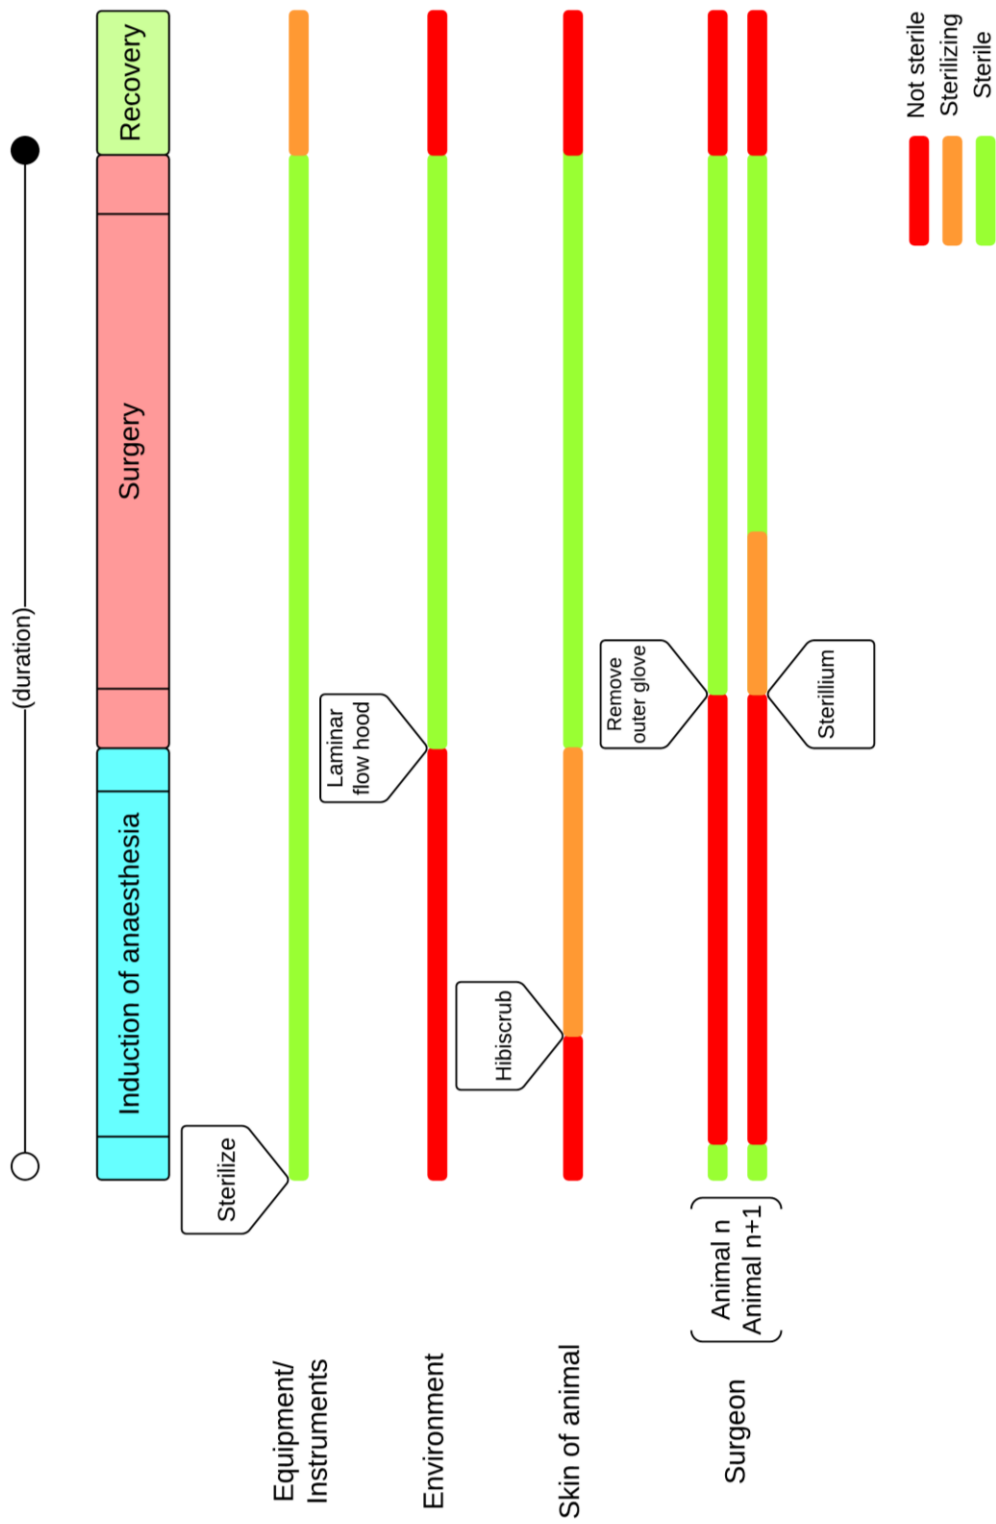 (duration)
Induction of anaesthesia
Surgery
Recovery
Sterilize
Equipment/
Instruments
Laminar
flow hood
Environment
Hibiscrub
Skin of animal
Remove
outer glove
Surgeon
Animal n
Animal n+1
Sterillium
Not sterile
Sterilizing
Sterile